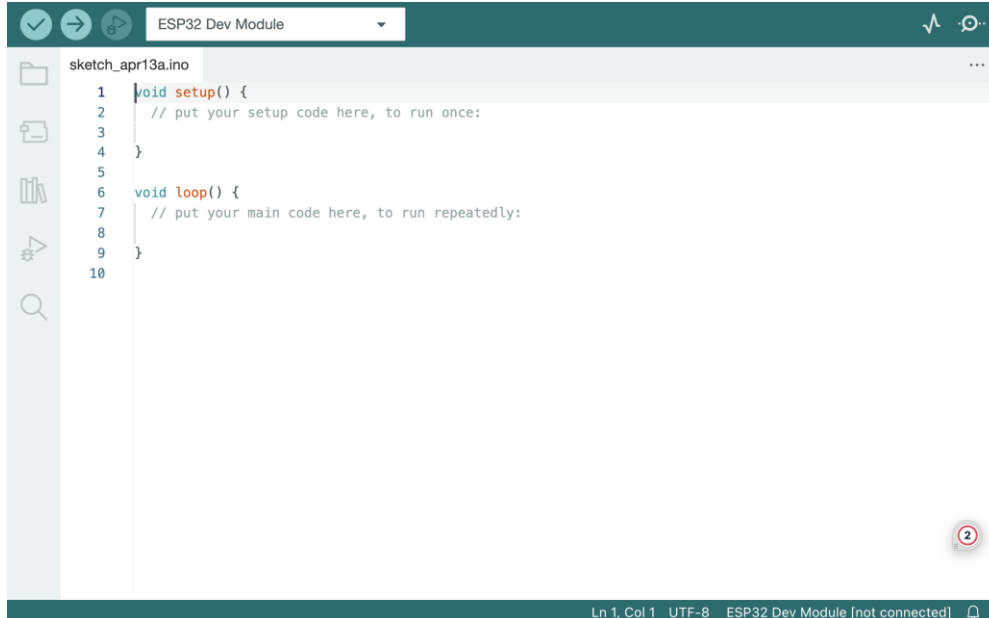 ESP32 Dev Module
sketch_apr13a.ino
1 void setup() {
2 // put your setup code here, to run once:
3
4 }
5
6 void loop() {
7 // put your main code here, to run repeatedly:
8
9 }
10
2
Ln 1, Col 1 UTF-8 ESP32 Dev Module [not connected]